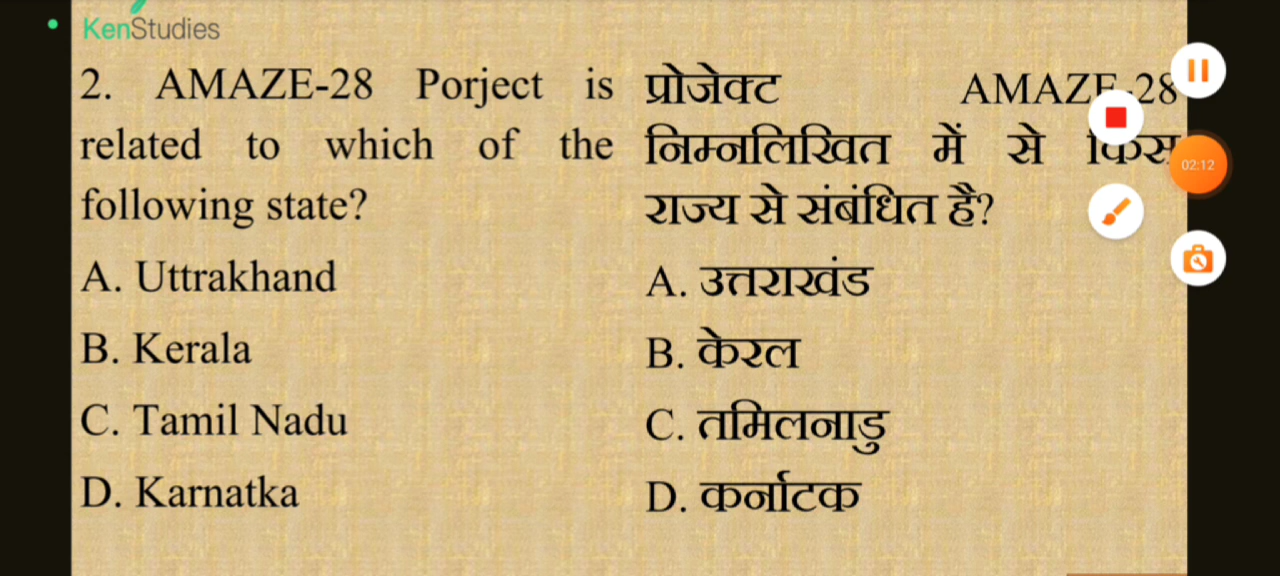 KenStudies
2. AMAZE-28 Porject is
related to which of the
following state?
A. Uttrakhand
B. Kerala
C. Tamil Nadu
D. Karnatka
प्रोजेक्ट AMAZE-28
निम्नलिखित में से किस
राज्य से संबंधित है?
A. उत्तराखंड
B. केरल
C. तमिलनाडु
D. कर्नाटक
02:12